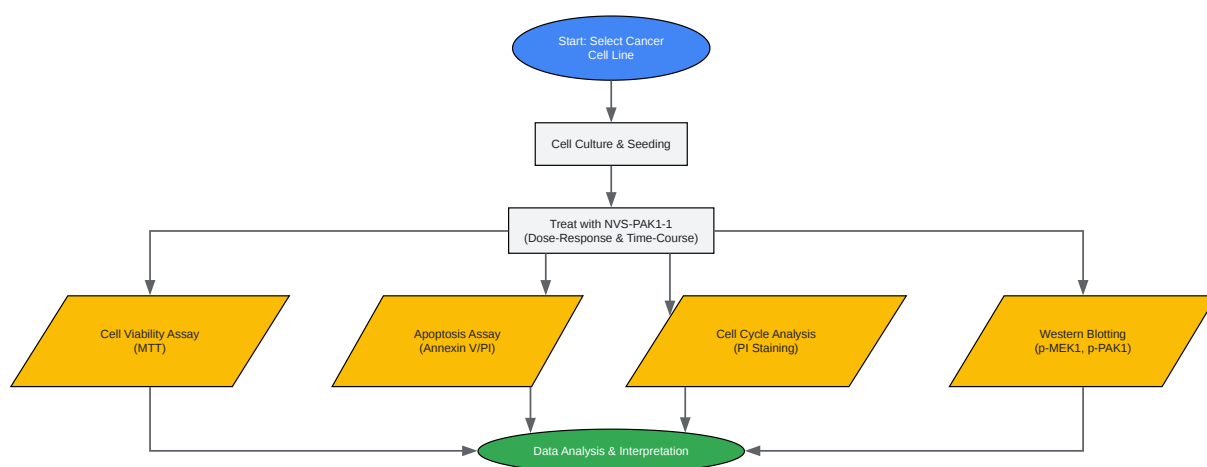 Start: Select Cancer
Cell Line
Cell Culture & Seeding
Treat with NVS-PAK1-1
(Dose-Response & Time-Course)
Cell Viability Assay
(MTT)
Apoptosis Assay
(Annexin V/PI)
Cell Cycle Analysis
(PI Staining)
Western Blotting
(p-MEK1, p-PAK1)
Data Analysis & Interpretation